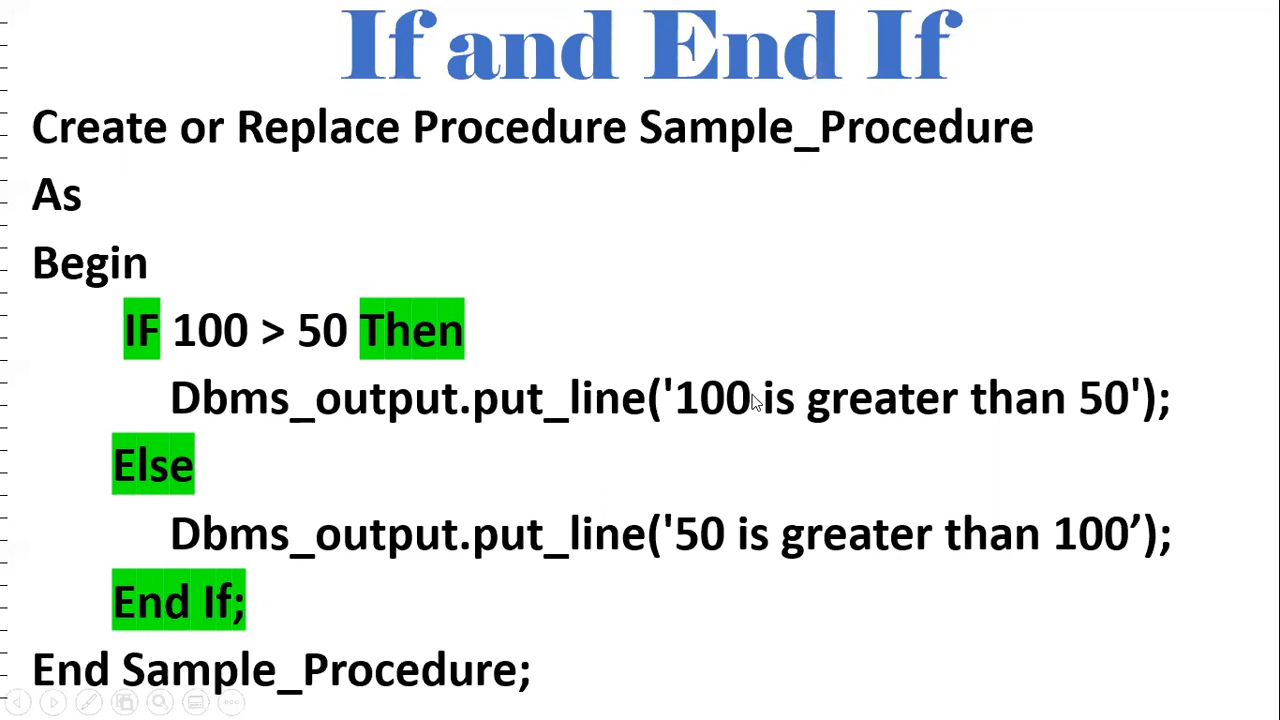 If and End If
Create or Replace Procedure Sample_Procedure
As
Begin
IF 100 > 50 Then
Dbms_output.put_line('100 is greater than 50');
Else
Dbms_output.put_line('50 is greater than 100’);
End If;
End Sample_Procedure;